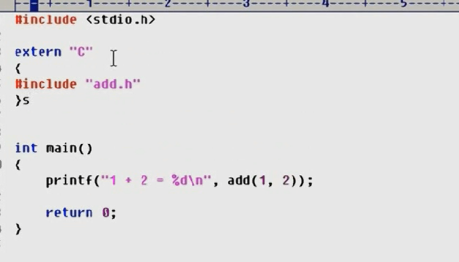 #include <stdio.h>
extern "C"
{
#include "add.h"
}s
int main()
{
printf("1 + 2 = %d\n", add(1, 2));
return 0;
}